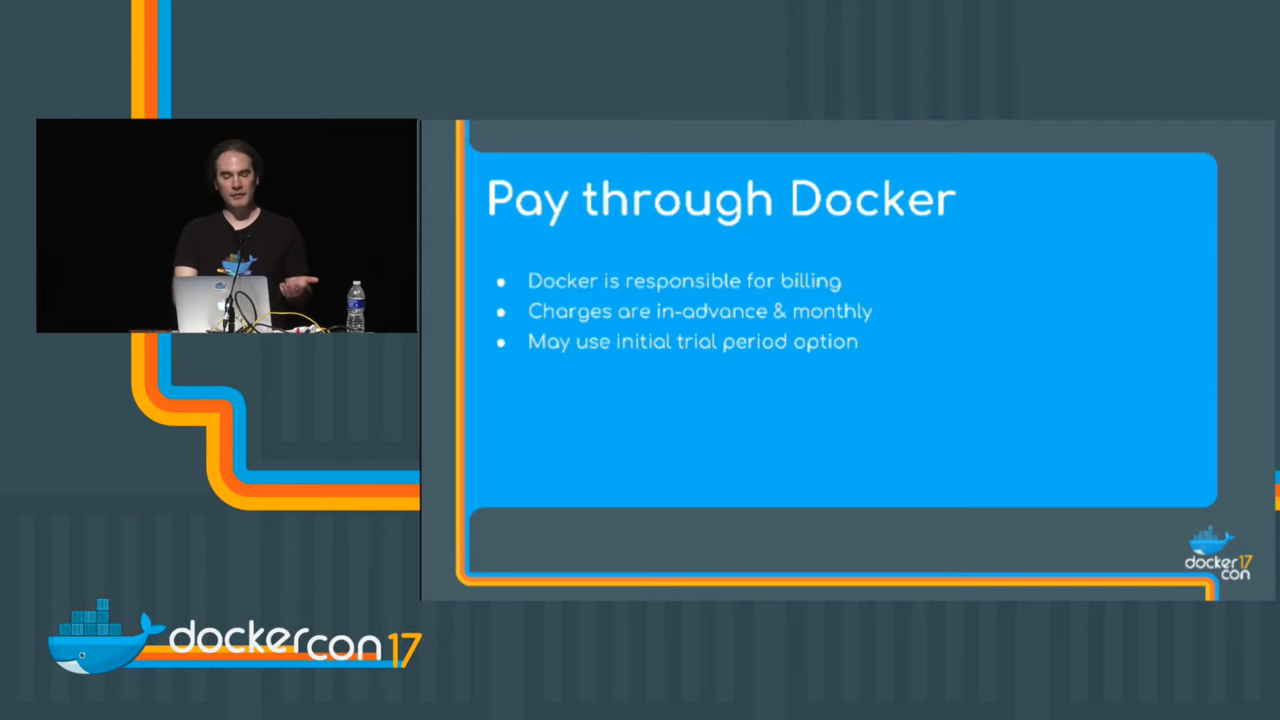 Pay through Docker
Docker is responsible for billing
Charges are in-advance & monthly
May use initial trial period option
docker17
con
dockercon17